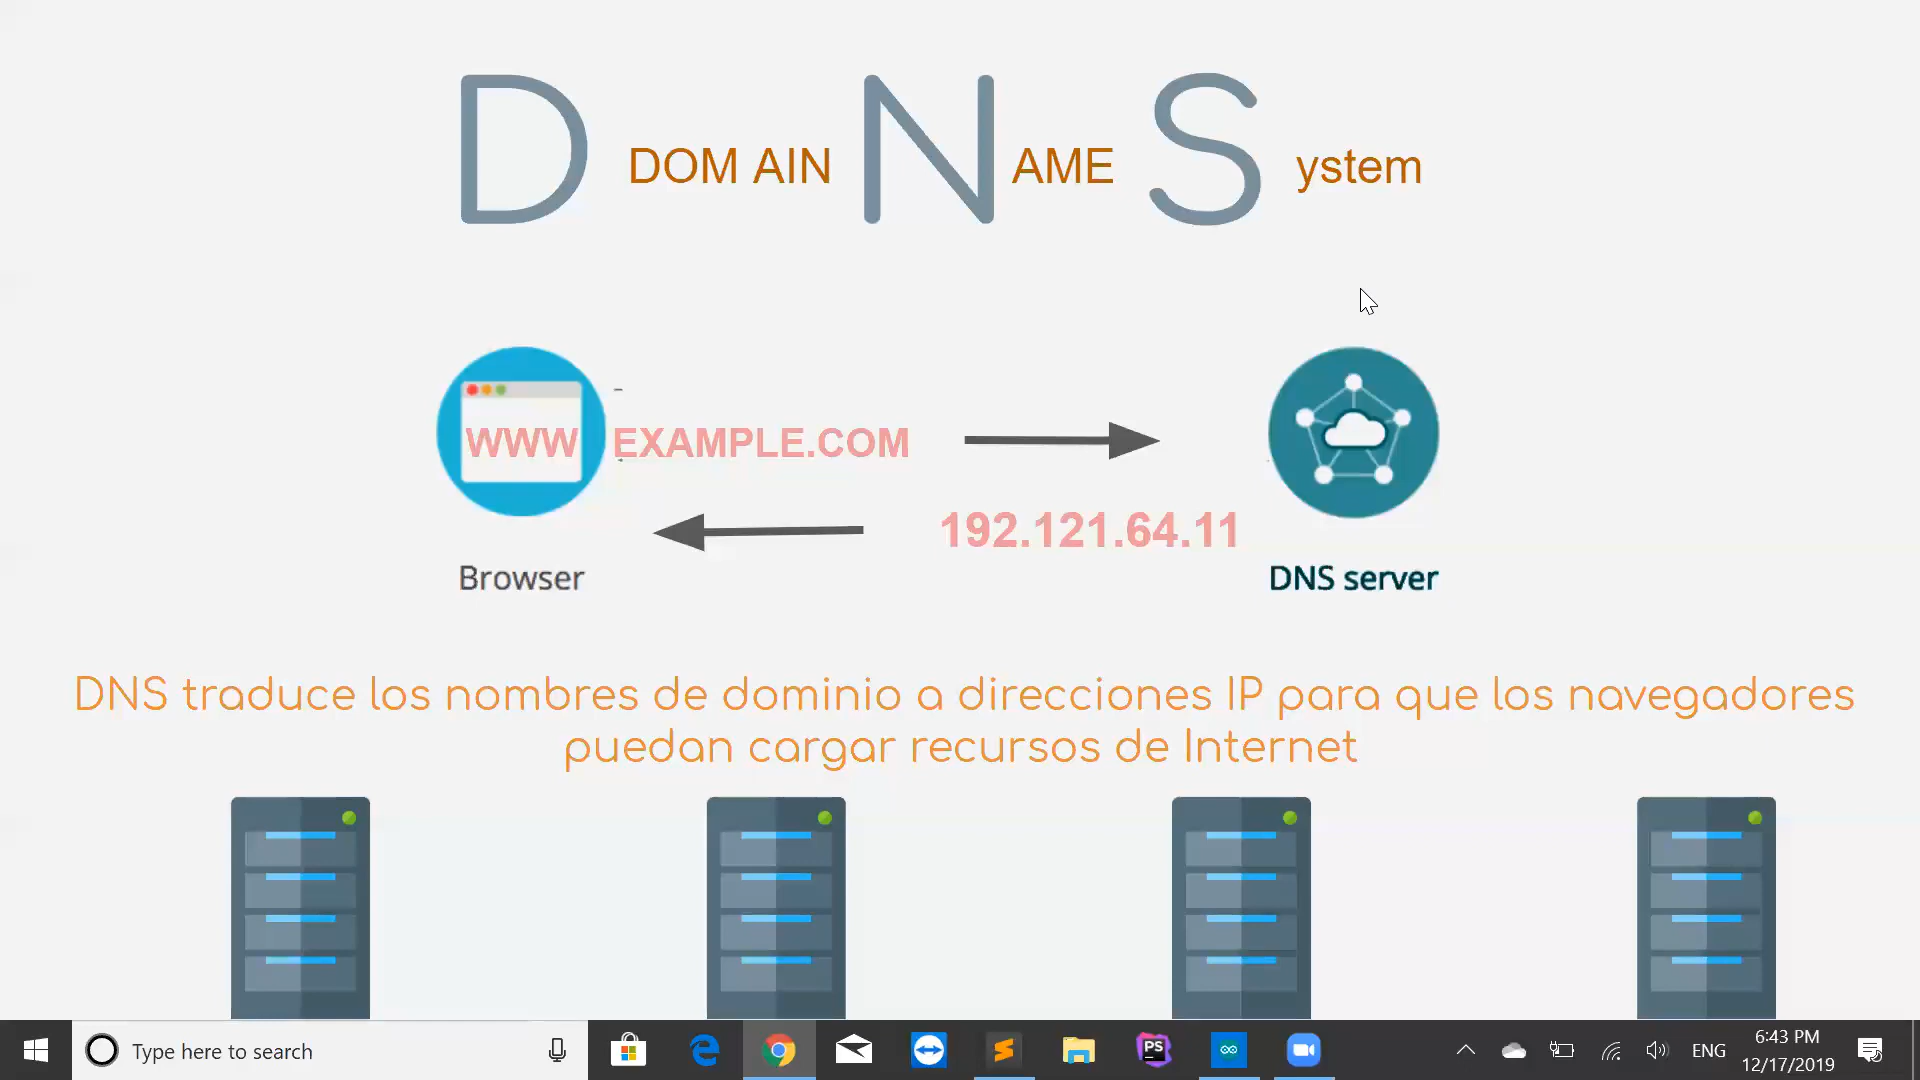 D DOM AIN N AME S ystem
WWW EXAMPLE.COM
192.121.64.11
Browser
DNS server
DNS traduce los nombres de dominio a direcciones IP para que los navegadores
puedan cargar recursos de Internet
Type here to search
PS
ENG
6:43 PM
12/17/2019